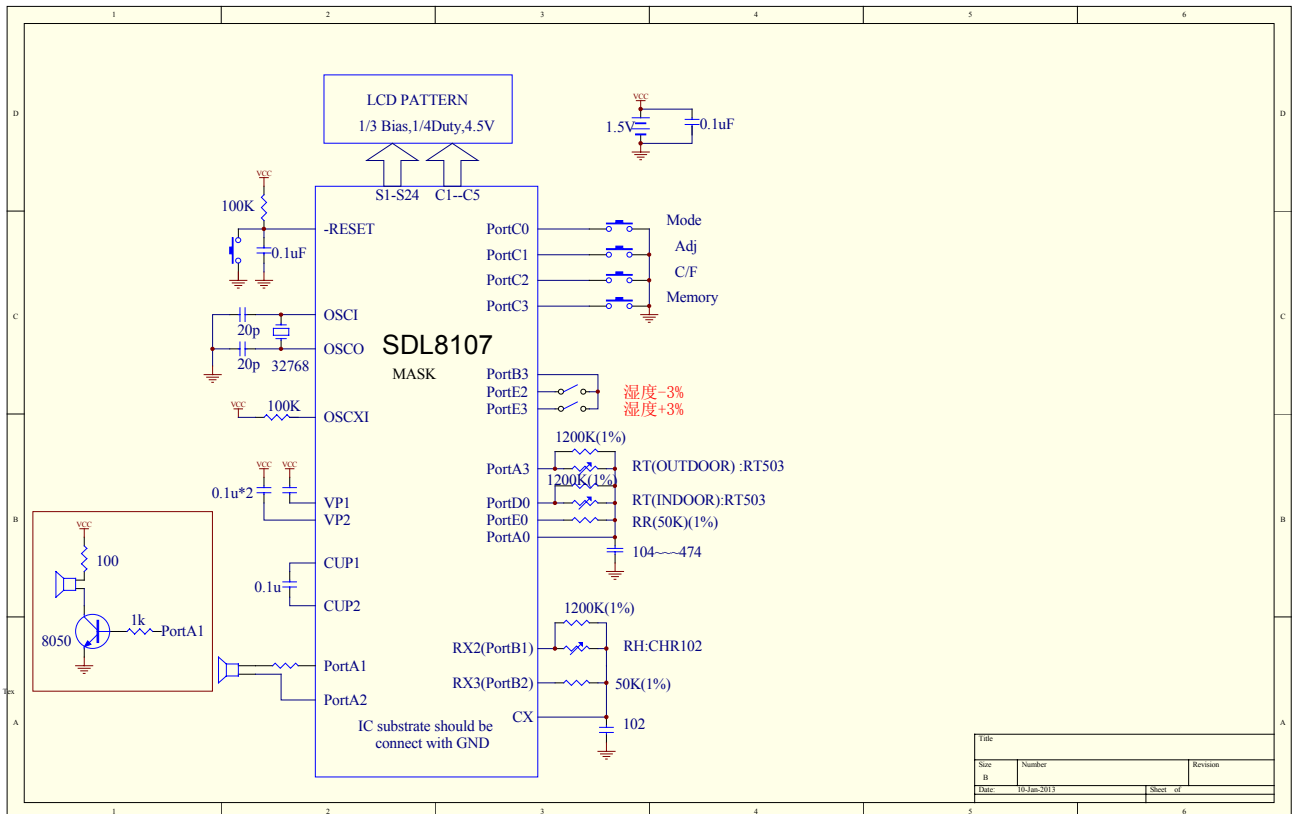 1 2 3 4 5 6
D
D
LCD PATTERN
1/3 Bias,1/4Duty,4.5V
VCC
1.5V
0.1uF
S1-S24 C1--C5
VCC
100K
-RESET
0.1uF
PortC0
Mode
PortC1
Adj
PortC2
C/F
PortC3
Memory
C
C
OSCI
20p
OSCO
20p
32768
SDL8107
MASK
PortB3
PortE2
湿度-3%
PortE3
湿度+3%
VCC
100K
OSCXI
1200K(1%)
PortA3
RT(OUTDOOR) :RT503
1200K(1%)
PortD0
RT(INDOOR):RT503
PortE0
RR(50K)(1%)
PortA0
104~~~474
VCC VCC
0.1u*2
VP1
VP2
B
B
VCC
100
CUP1
0.1u
CUP2
1k
8050
PortA1
1200K(1%)
RX2(PortB1)
RH:CHR102
RX3(PortB2)
50K(1%)
CX
102
PortA1
PortA2
Tex
A
A
IC substrate should be
connect with GND
Title
Size
B
Number
Revision
Date: 10-Jan-2013
Sheet of
1 2 3 4 5 6